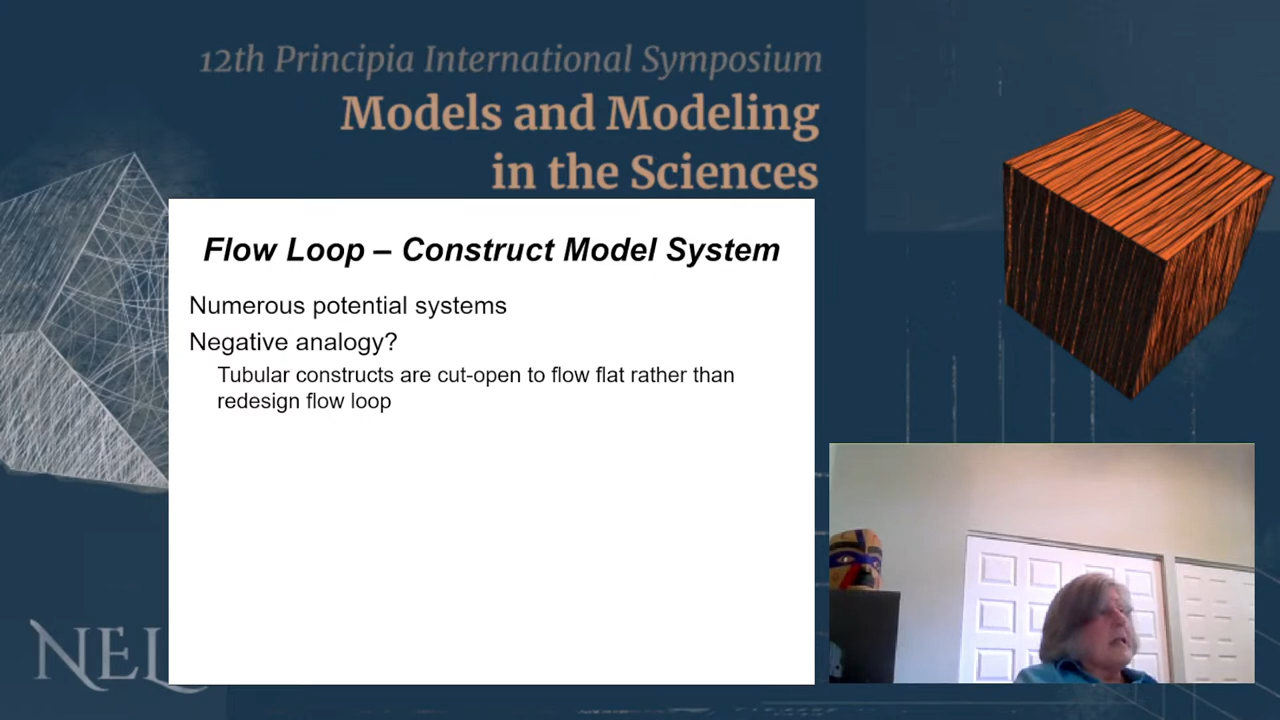 12th Principia International Symposium
Models and Modeling
in the Sciences
Flow Loop – Construct Model System
Numerous potential systems
Negative analogy?
Tubular constructs are cut-open to flow flat rather than
redesign flow loop
NEL